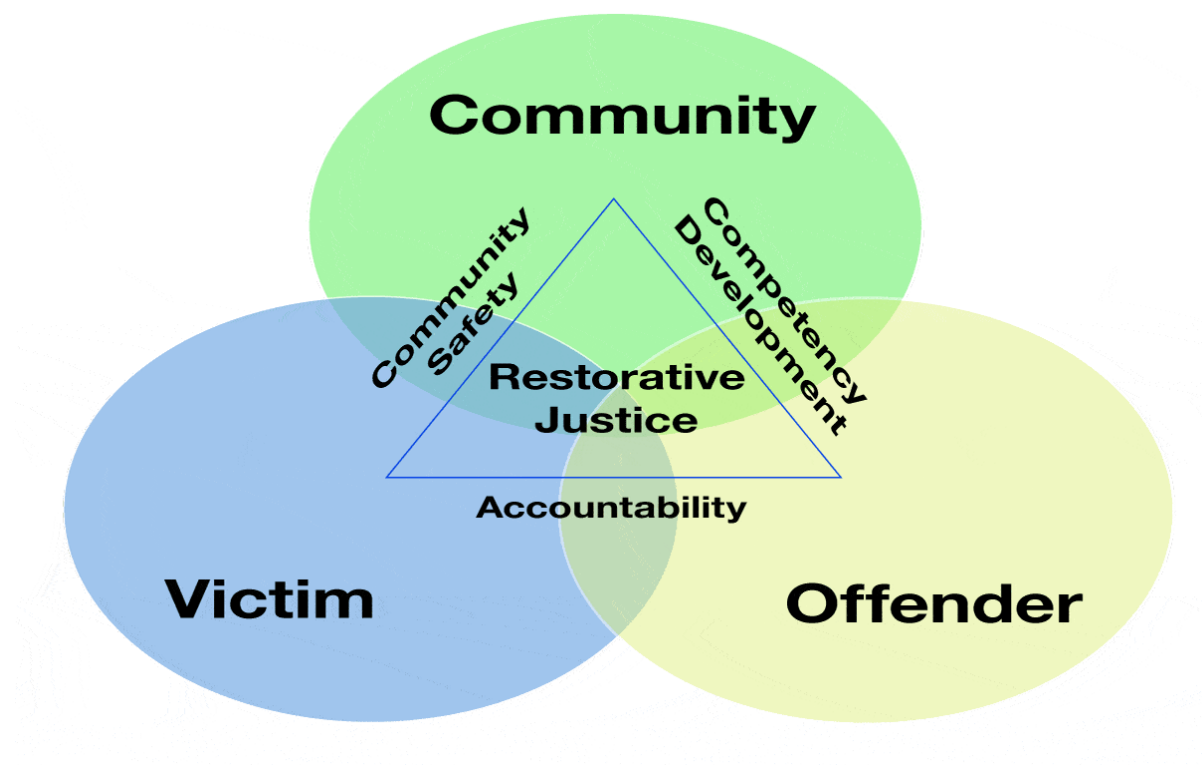 Community
Community
Safety
Competency
Development
Restorative
Justice
Accountability
Victim
Offender